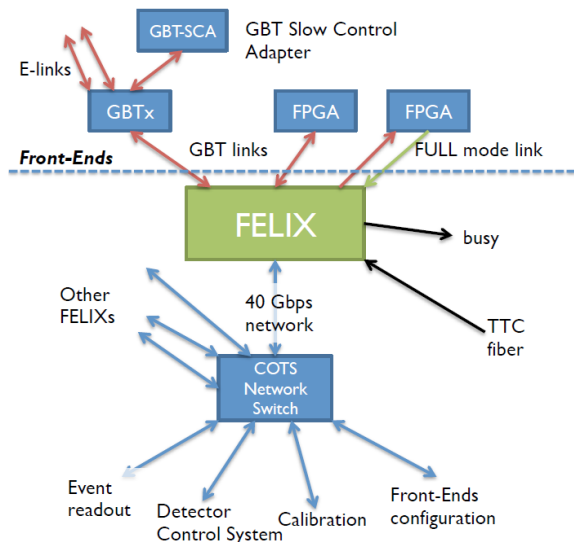 GBT-SCA
GBT Slow Control
Adapter
E-links
GBTx
FPGA
FPGA
GBT links
FULL mode link
Front-Ends
FELIX
busy
Other
FELIXs
40 Gbps
network
TTC
fiber
COTS
Network
Switch
Event
readout
Detector
Control System
Calibration
Front-Ends
configuration